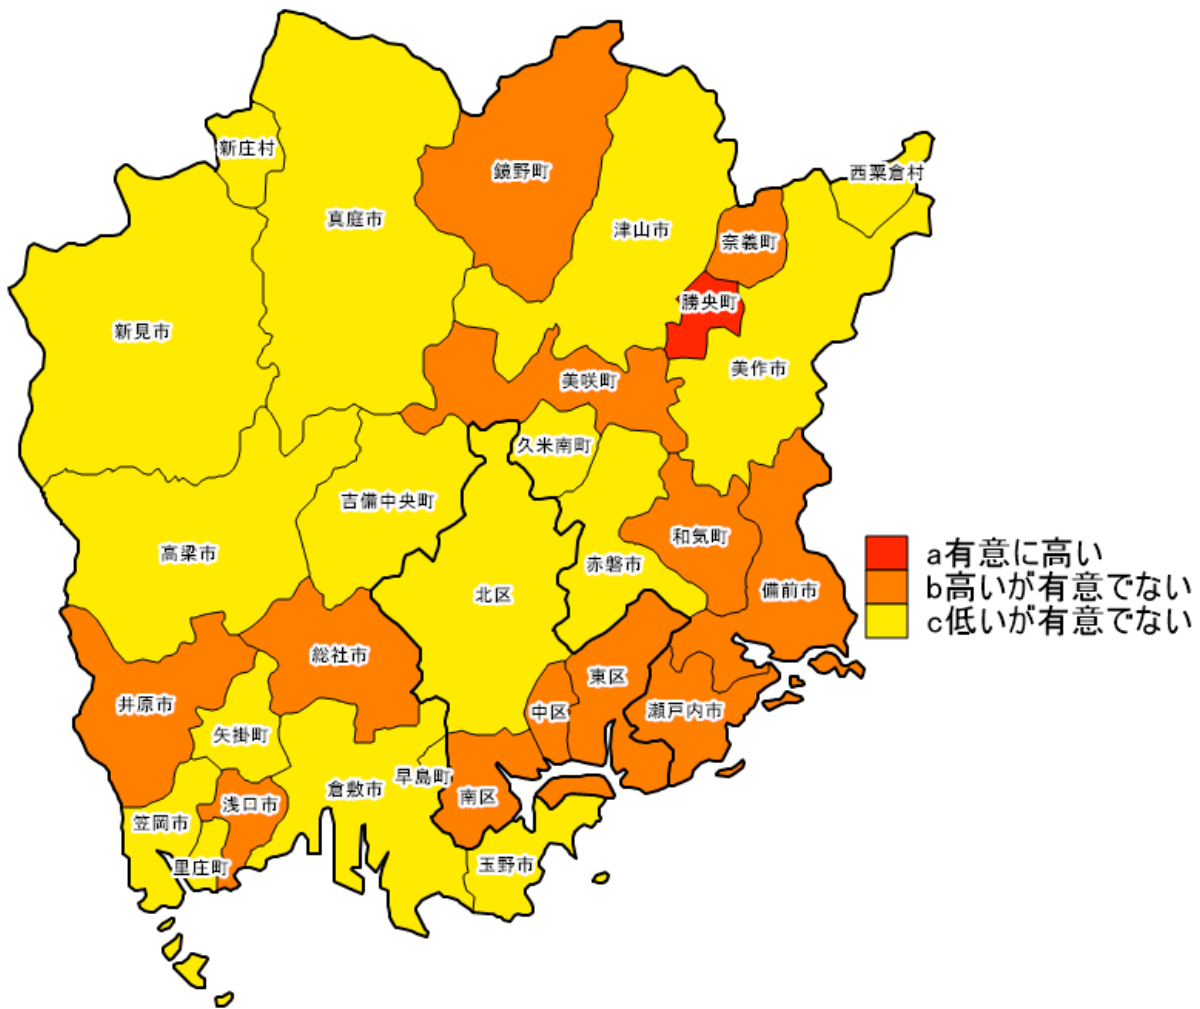 新庄村
鏡野町
西粟倉村
真庭市
津山市
奈義町
勝央町
新見市
美作市
美咲町
久米南町
吉備中央町
和気町
高梁市
赤磐市
備前市
北区
a有意に高い
b高いが有意でない
c低いが有意でない
総社市
東区
井原市
中区
瀬戸内市
矢掛町
早島町
倉敷市
南区
浅口市
笠岡市
里庄町
玉野市